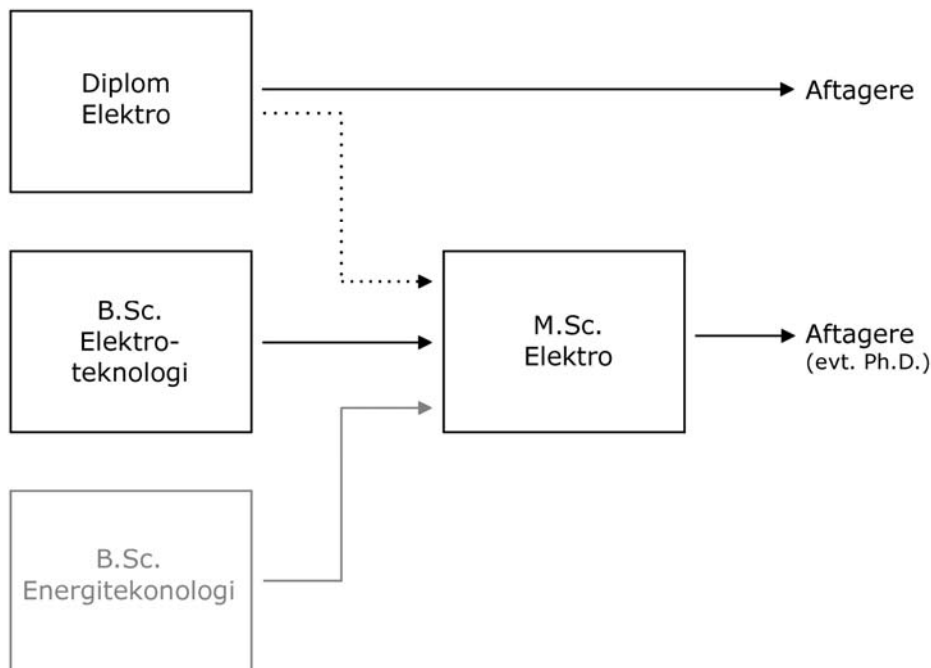 Diplom
Elektro
Aftagere
B.Sc.
Elektro-
teknologi
M.Sc.
Elektro
Aftagere
(evt. Ph.D.)
B.Sc.
Energitekonologi